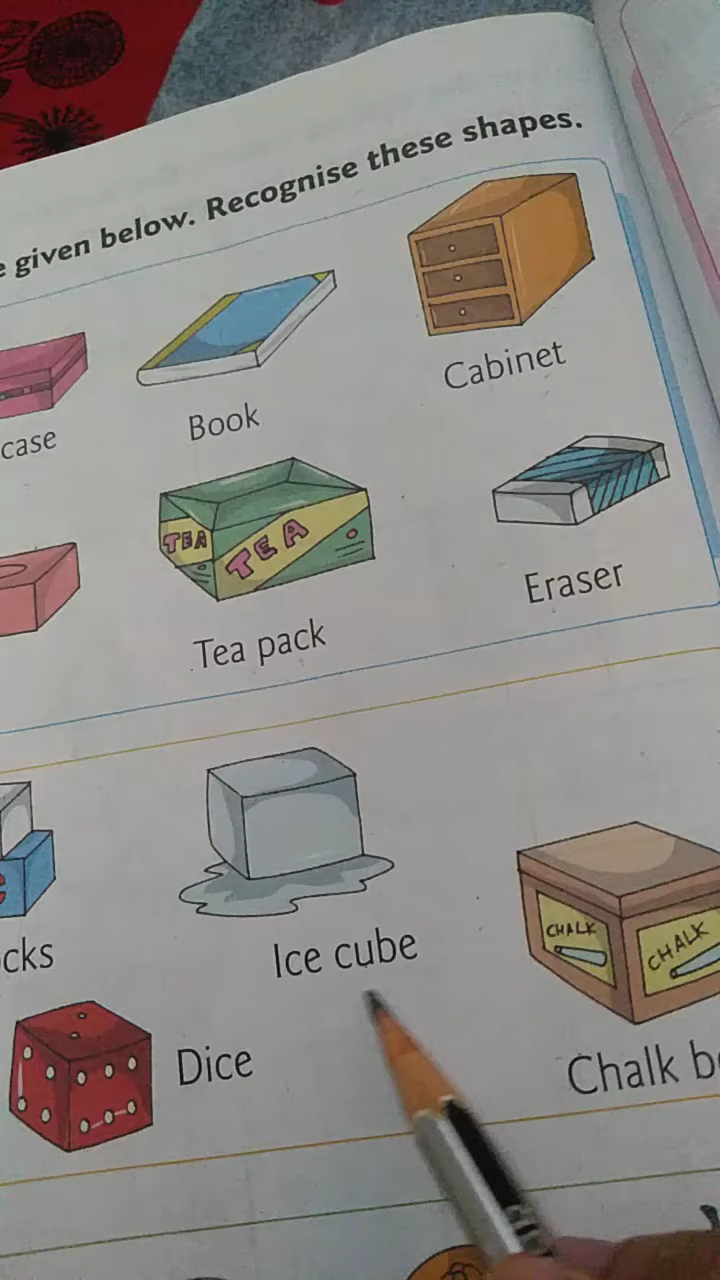 e given below. Recognise these shapes.
Cabinet
Book
case
TEA
TEA
Eraser
Tea pack
CHALK
CHALK
cks
Ice cube
Dice
Chalk b